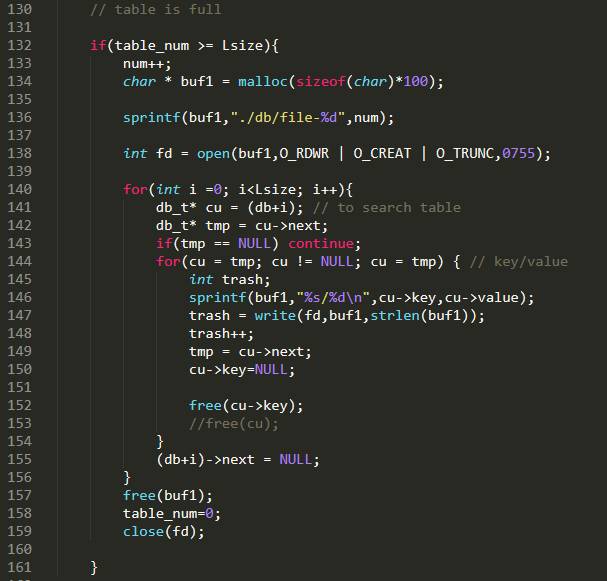 130 // table is full
131
132 if(table_num >= Lsize){
133 num++;
134 char * buf1 = malloc(sizeof(char)*100);
135
136 sprintf(buf1,"./db/file-%d",num);
137
138 int fd = open(buf1,O_RDWR | O_CREAT | O_TRUNC,0755);
139
140 for(int i =0; i<Lsize; i++){
141 db_t* cu = (db+i); // to search table
142 db_t* tmp = cu->next;
143 if(tmp == NULL) continue;
144 for(cu = tmp; cu != NULL; cu = tmp) { // key/value
145 int trash;
146 sprintf(buf1,"%s/%d\n",cu->key,cu->value);
147 trash = write(fd,buf1,strlen(buf1));
148 trash++;
149 tmp = cu->next;
150 cu->key=NULL;
151
152 free(cu->key);
153 //free(cu);
154 }
155 (db+i)->next = NULL;
156 }
157 free(buf1);
158 table_num=0;
159 close(fd);
160
161 }